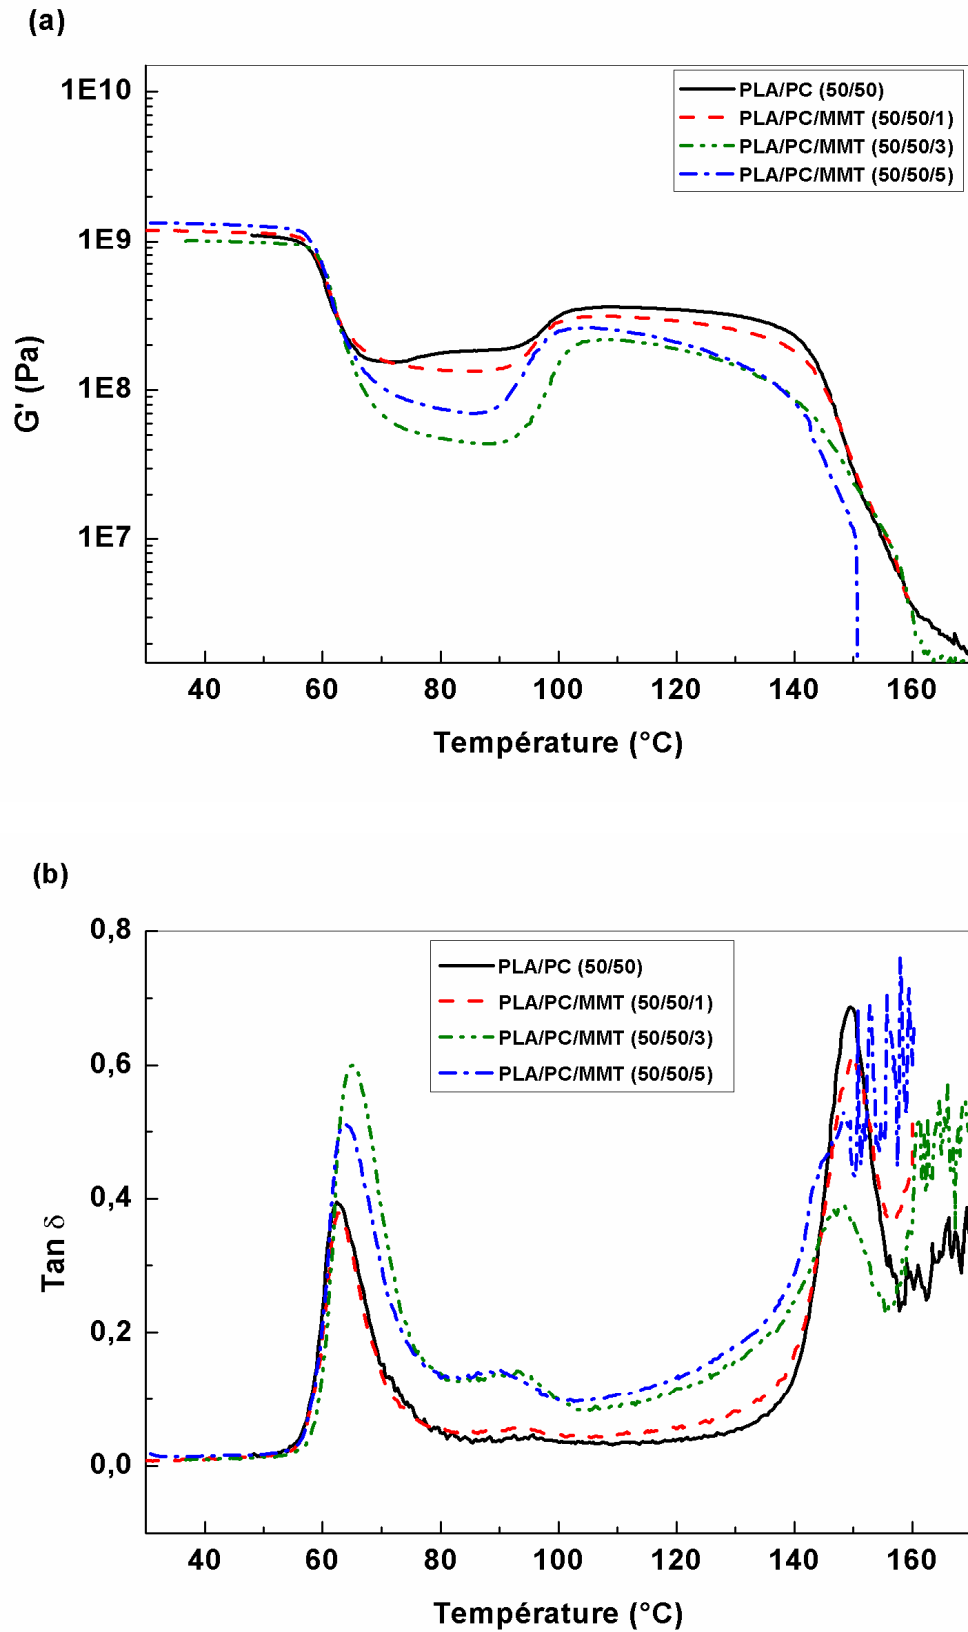 (a)
1E10
1E9
1E8
1E7
G' (Pa)
PLA/PC (50/50)
PLA/PC/MMT (50/50/1)
PLA/PC/MMT (50/50/3)
PLA/PC/MMT (50/50/5)
40 60 80 100 120 140 160
Température (°C)
(b)
0,8
0,6
0,4
0,2
0,0
Tan δ
PLA/PC (50/50)
PLA/PC/MMT (50/50/1)
PLA/PC/MMT (50/50/3)
PLA/PC/MMT (50/50/5)
40 60 80 100 120 140 160
Température (°C)